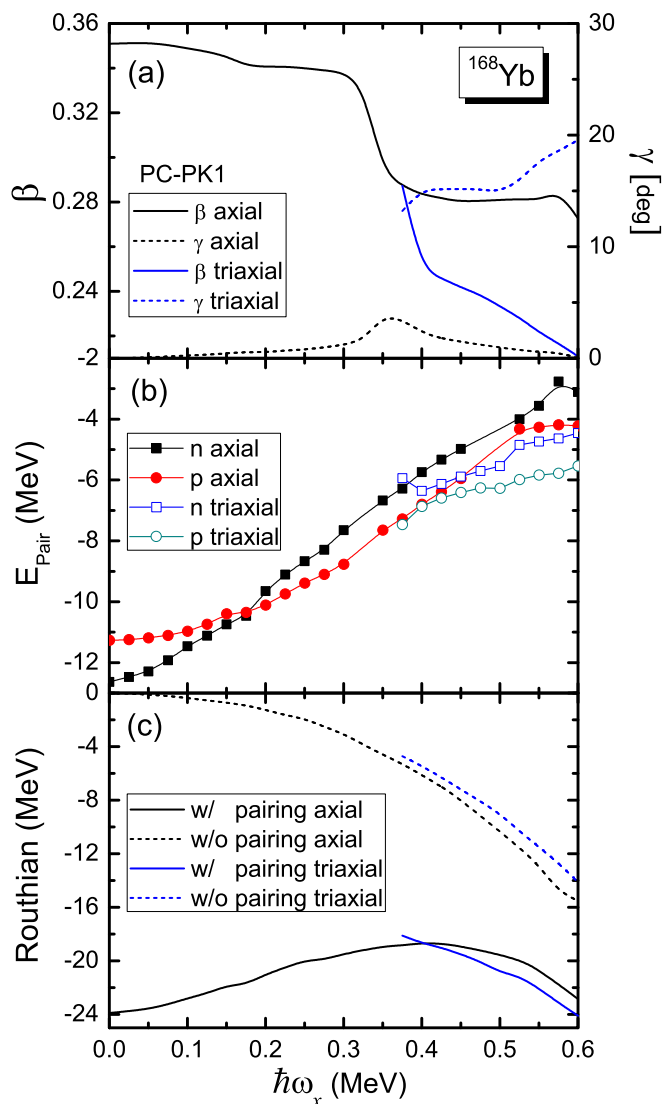 0.36
0.32
0.28
0.24
β
30
20
10
0
γ [deg]
(a)
¹⁶⁸Yb
PC-PK1
β axial
γ axial
β triaxial
γ triaxial
-2
-4
-6
-8
-10
-12
E_Pair (MeV)
(b)
n axial
p axial
n triaxial
p triaxial
0
-4
-8
-12
-16
-20
-24
Routhian (MeV)
(c)
w/ pairing axial
w/o pairing axial
w/ pairing triaxial
w/o pairing triaxial
0.0 0.1 0.2 0.3 0.4 0.5 0.6
ℏωₓ (MeV)